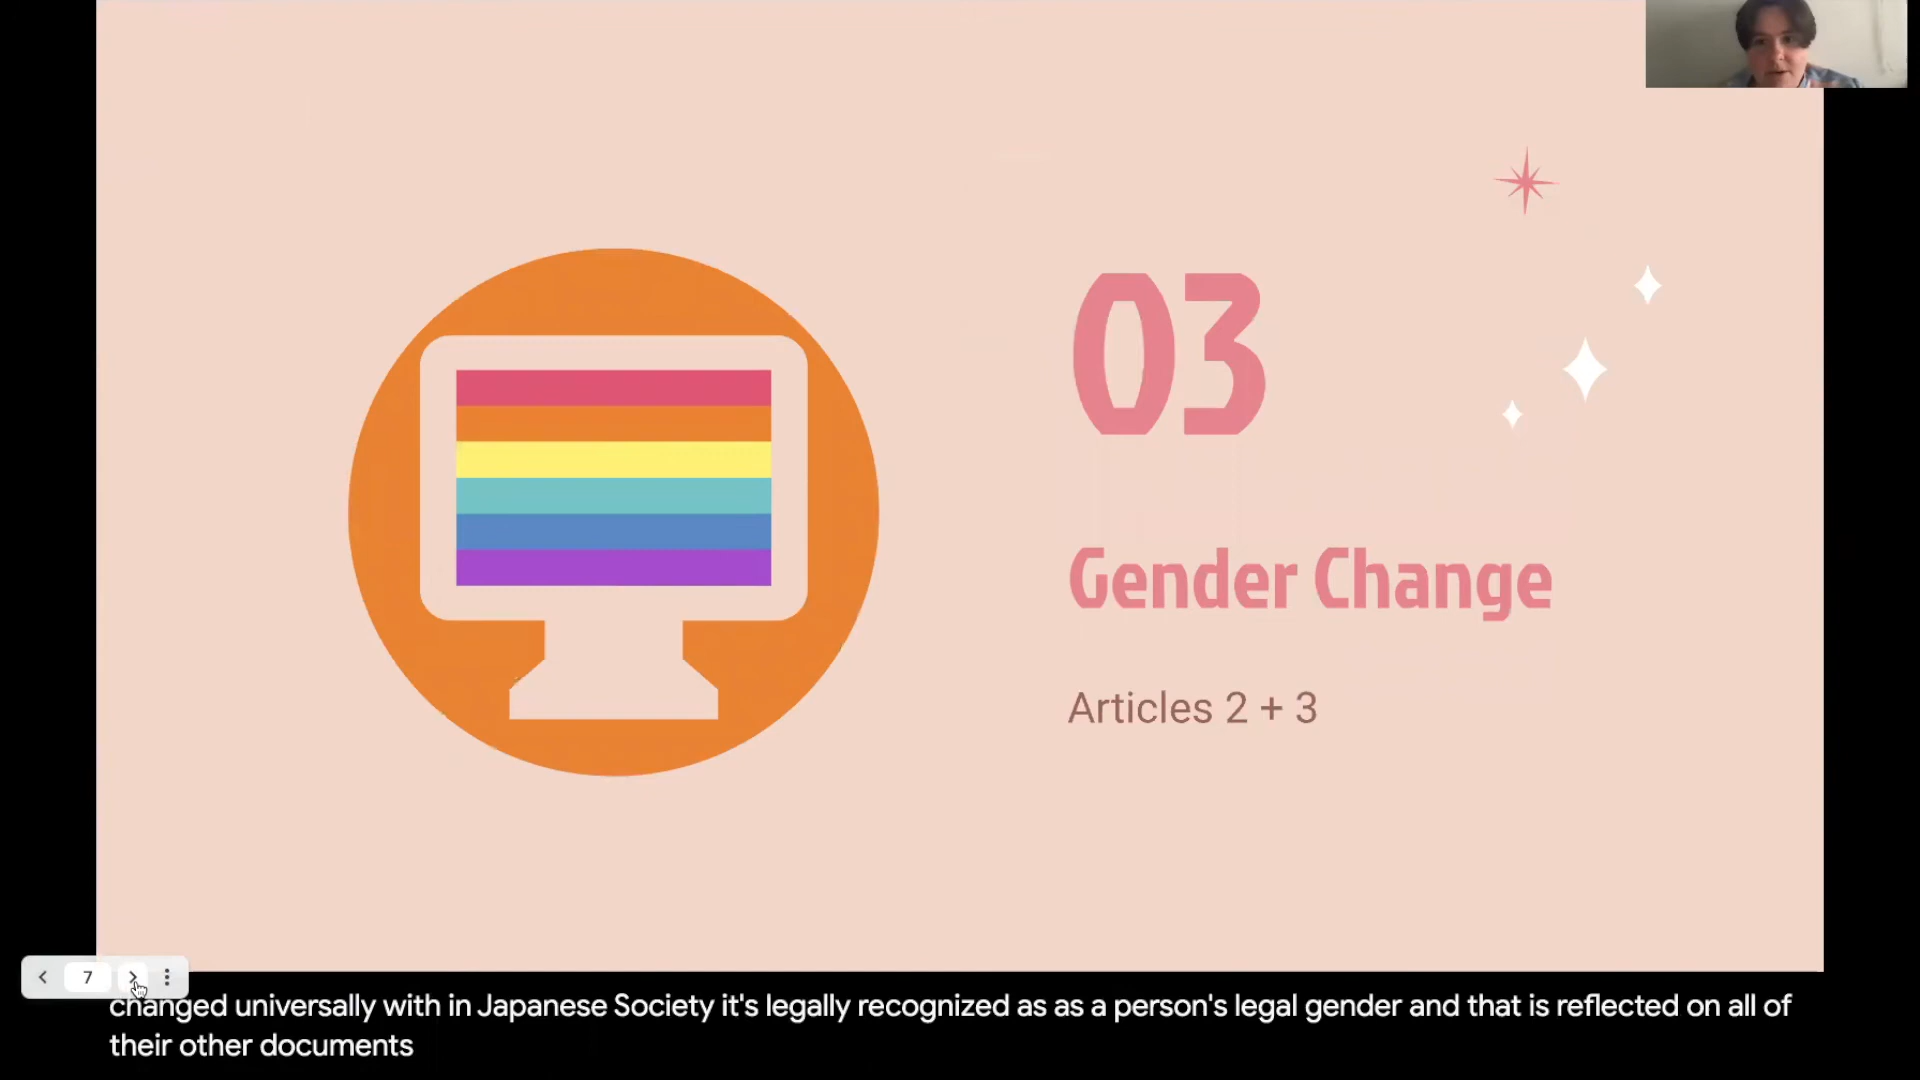 03
Gender Change
Articles 2 + 3
7
changed universally with in Japanese Society it's legally recognized as as a person's legal gender and that is reflected on all of
their other documents